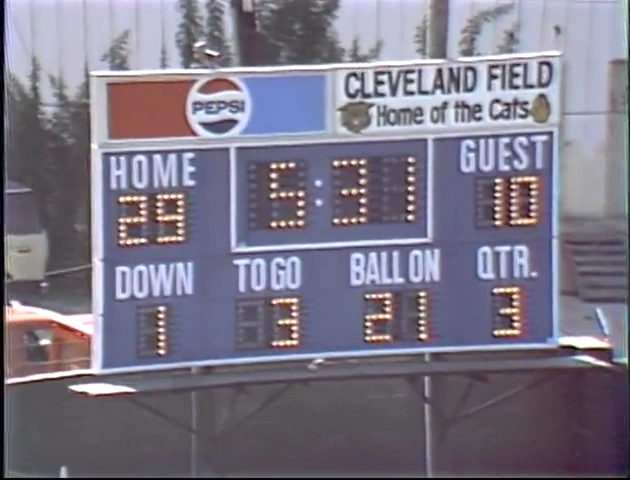 PEPSI
CLEVELAND FIELD
Home of the Cats
HOME 5:31 GUEST
29 10
DOWN TO GO BALL ON QTR.
1 3 21 3